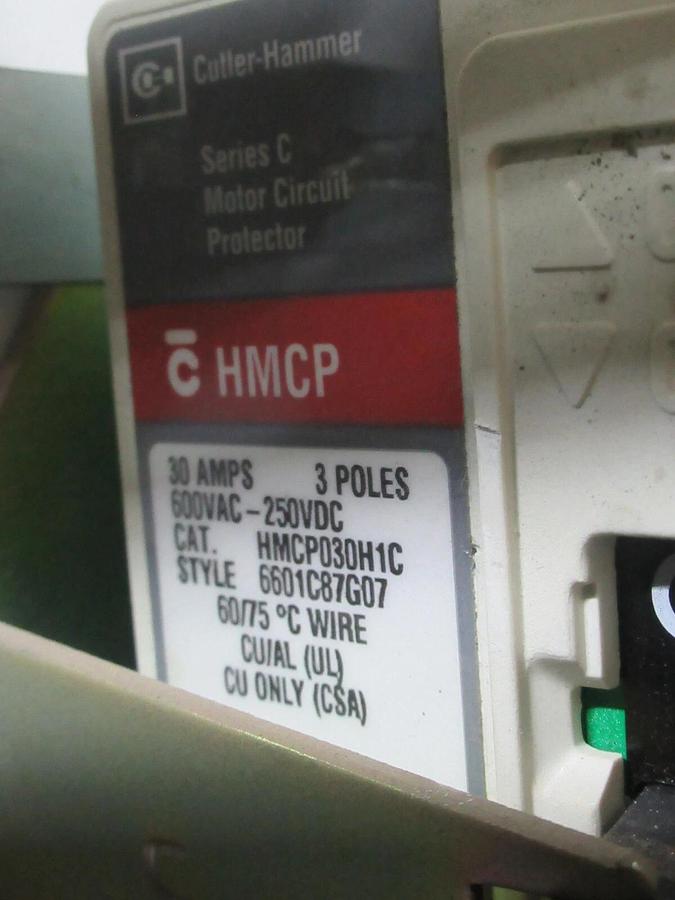 Cutler-Hammer
Series C
Motor Circuit
Protector
C HMCP
30 AMPS 3 POLES
600VAC-250VDC
CAT. HMCP030H1C
STYLE 6601C87G07
60/75 °C WIRE
CU/AL (UL)
CU ONLY (CSA)